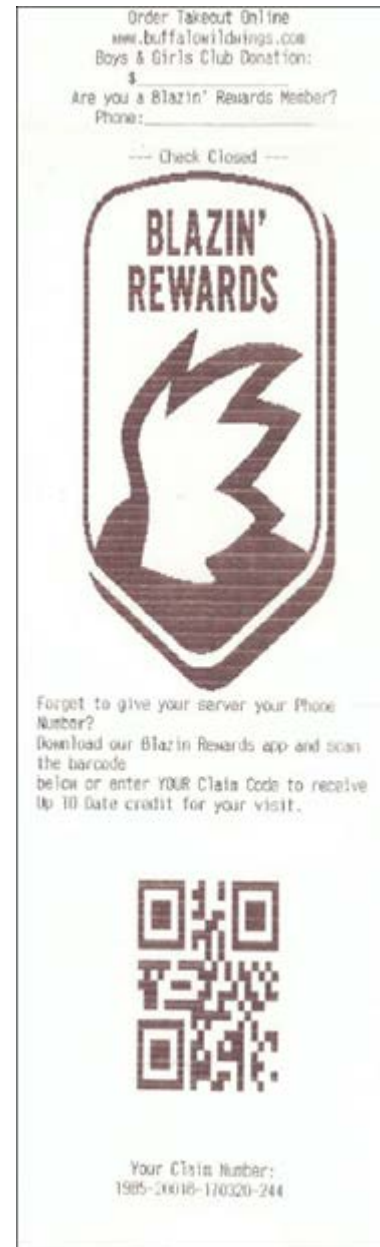 Order Takeout Online
www.buffalowildwings.com
Boys & Girls Club Donation:
$____________________
Are you a Blazin' Rewards Member?
Phone:______________________
--- Check Closed ---
BLAZIN'
REWARDS
Forget to give your server your Phone
Number?
Download our Blazin Rewards app and scan
the barcode
below or enter YOUR Claim Code to receive
Up TO Date credit for your visit.
Your Claim Number:
1985-20016-170320-244